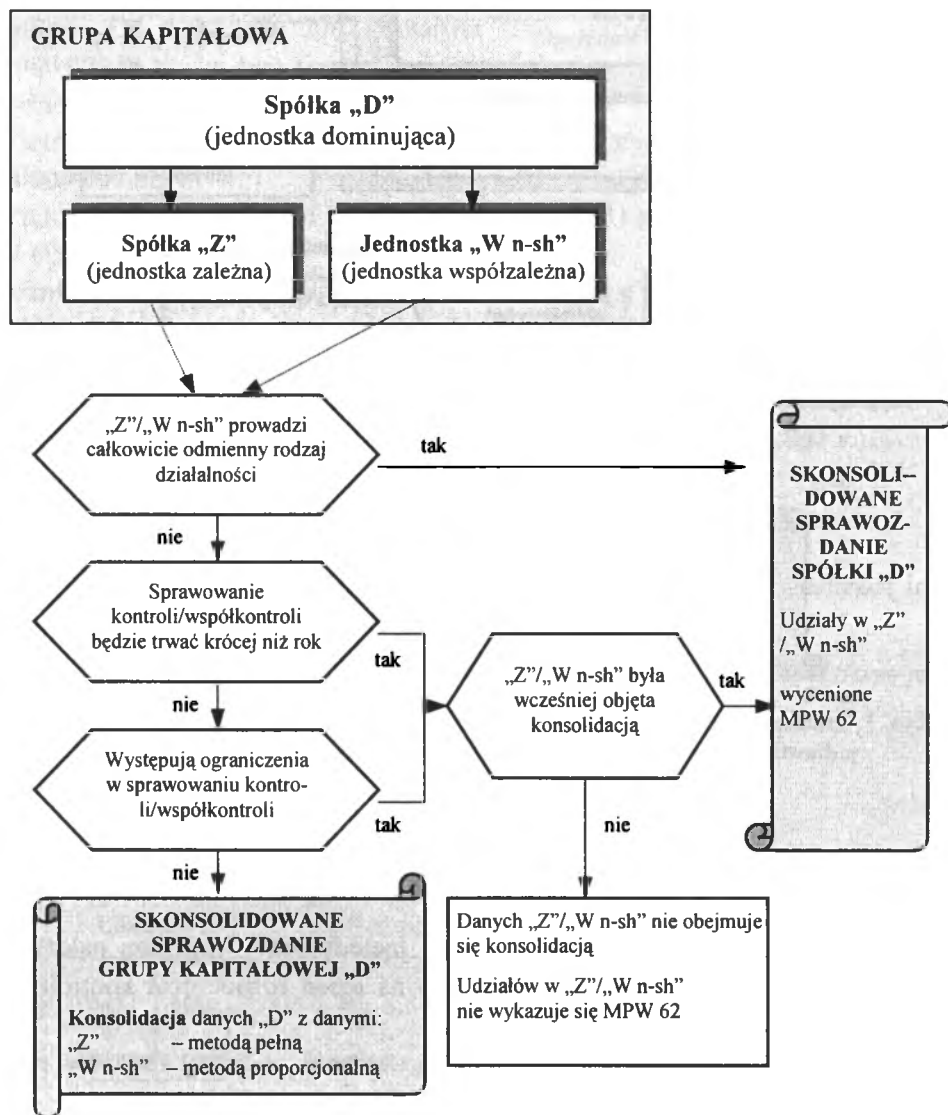 GRUPA KAPITAŁOWA
Spółka „D”
(jednostka dominująca)
Spółka „Z”
(jednostka zależna)
Jednostka „W n-sh”
(jednostka współzależna)
„Z”/„W n-sh” prowadzi
całkowicie odmienny rodzaj
działalności
tak
nie
Sprawowanie
kontroli/współkontroli
będzie trwać krócej niż rok
tak
nie
Występują ograniczenia
w sprawowaniu kontro-
li/współkontroli
tak
nie
„Z”/„W n-sh” była
wcześniej objęta
konsolidacją
tak
nie
SKONSOLI–
DOWANE
SPRAWOZ-
DANIE
SPÓŁKI „D”
Udziały w „Z”
/„W n-sh”
wycenione
MPW 62
SKONSOLIDOWANE
SPRAWOZDANIE
GRUPY KAPITAŁOWEJ „D”
Konsolidacja danych „D” z danymi:
„Z” – metodą pełną
„W n-sh” – metodą proporcjonalną
Danych „Z”/„W n-sh” nie obejmuje
się konsolidacją
Udziałów w „Z”/„W n-sh”
nie wykazuje się MPW 62